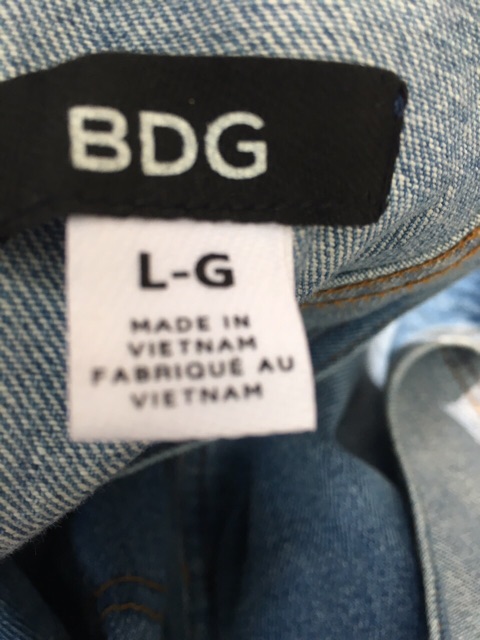 BDG
L-G
MADE IN
VIETNAM
FABRIQUÉ AU
VIETNAM